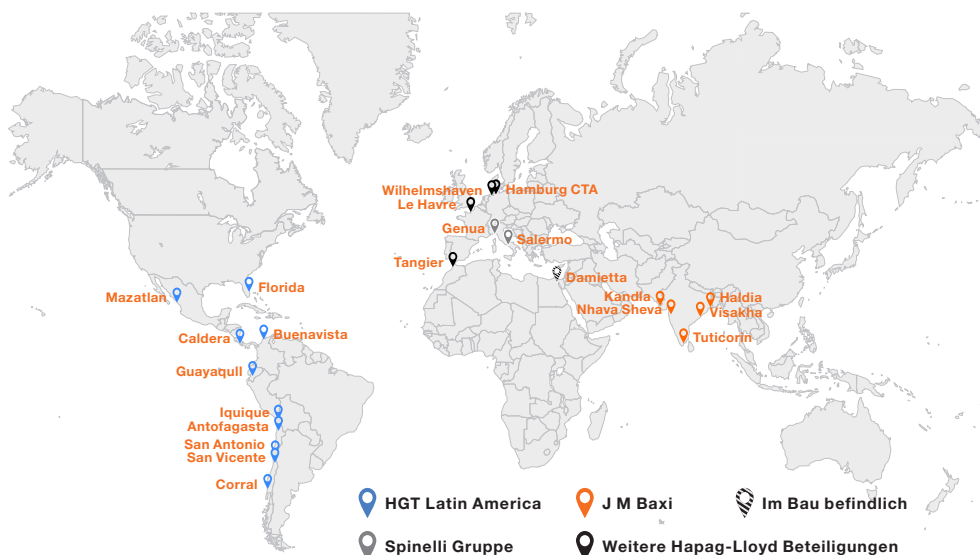 Wilhelmshaven
Hamburg CTA
Le Havre
Genua
Salermo
Tangier
Damietta
Mazatlan
Florida
Kandla
Haldia
Nhava Sheva
Visakha
Caldera
Buenavista
Tuticorin
Guayaqull
Iquique
Antofagasta
San Antonio
San Vicente
Corral
HGT Latin America
J M Baxi
Im Bau befindlich
Spinelli Gruppe
Weitere Hapag-Lloyd Beteiligungen